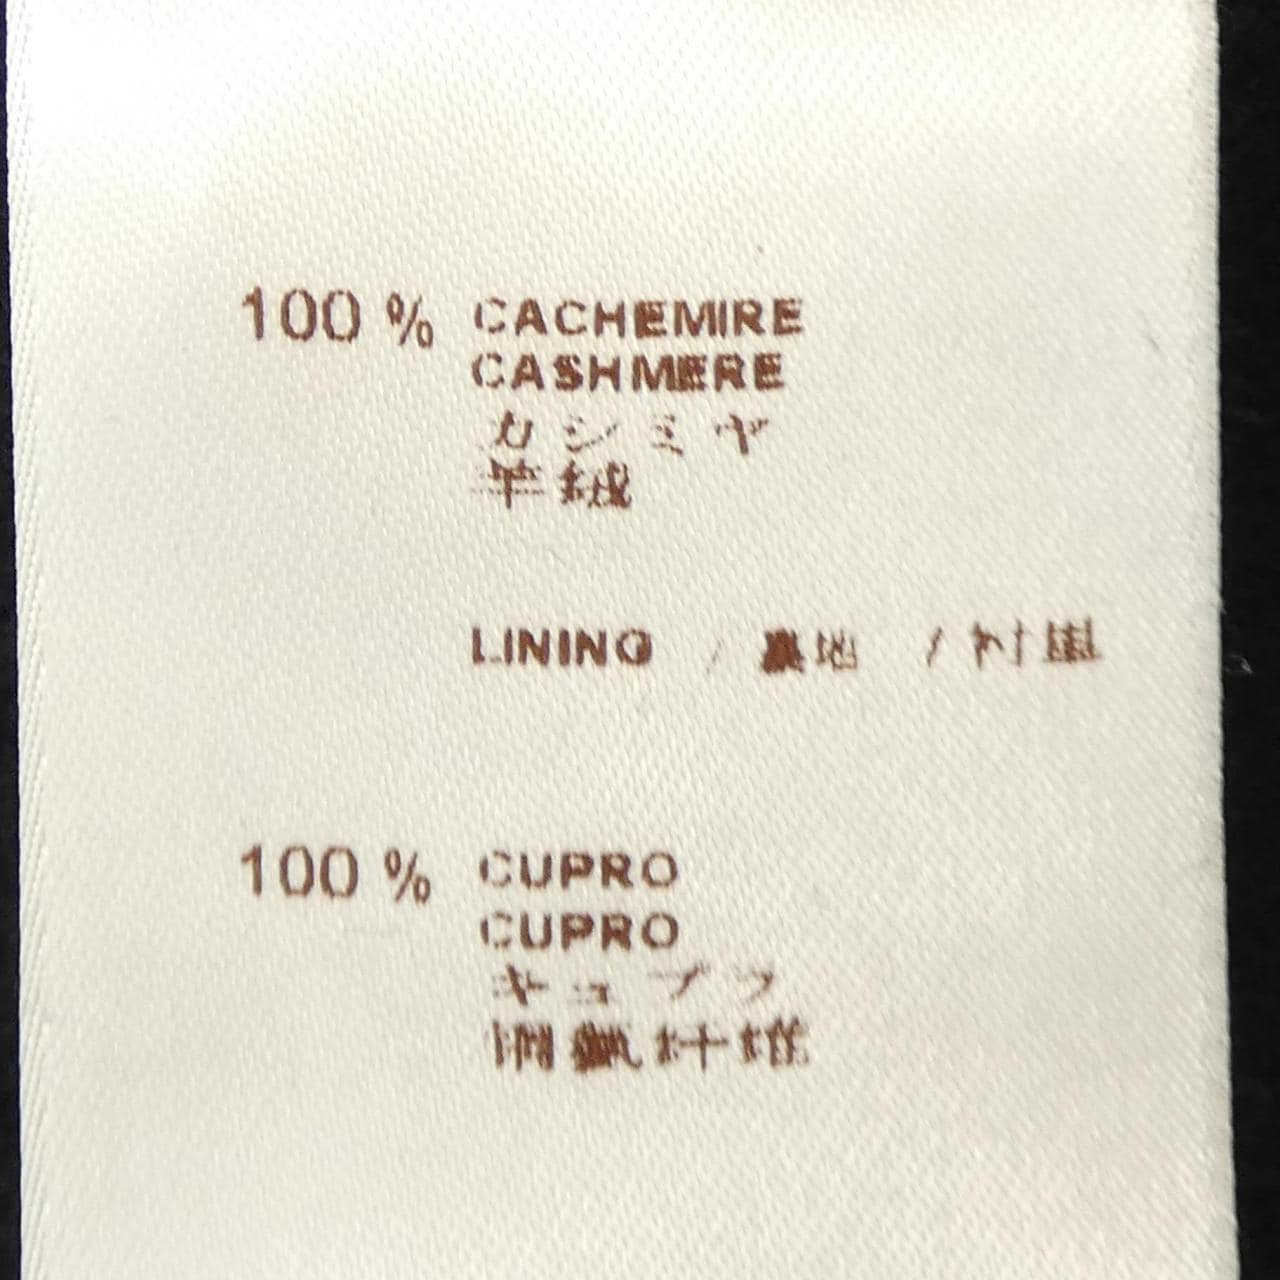 100 % CACHEMIRE
CASHMERE
カシミヤ
羊绒
LINING / 裏地 / 衬里
100 % CUPRO
CUPRO
キュプラ
铜氨纤维